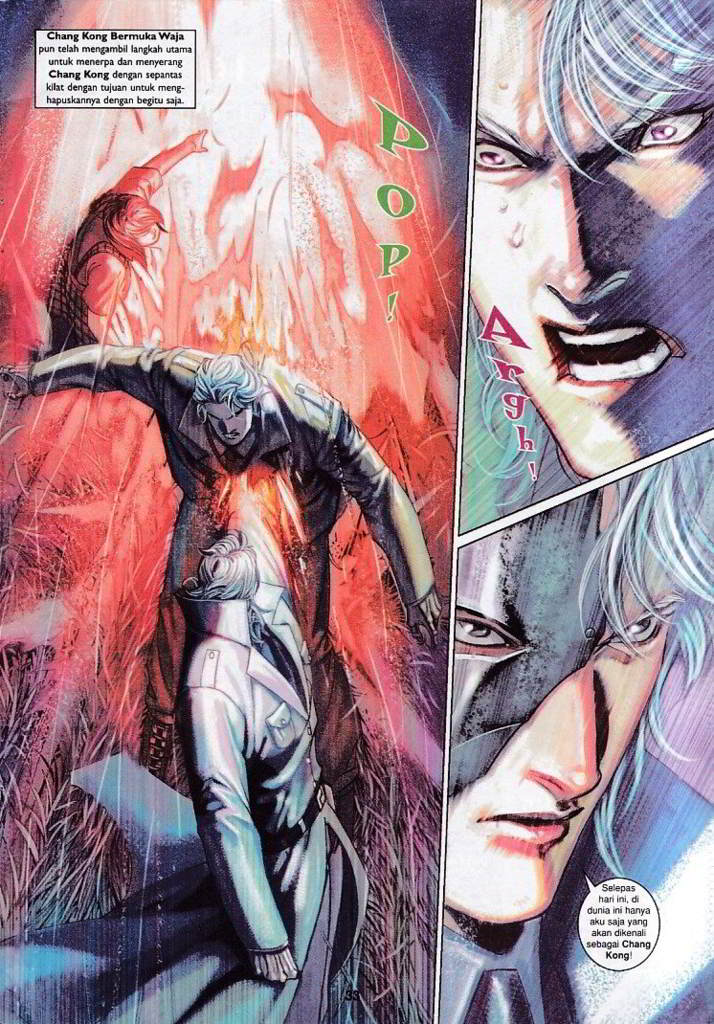 Chang Kong Bermuka Waja
pun telah mengambil langkah utama
untuk menerpa dan menyerang
Chang Kong dengan sepantas
kilat dengan tujuan untuk meng-
hapuskannya dengan begitu saja.
POP!
Argh!
Selepas
hari ini, di
dunia ini hanya
aku saja yang
akan dikenali
sebagai Chang
Kong!
33